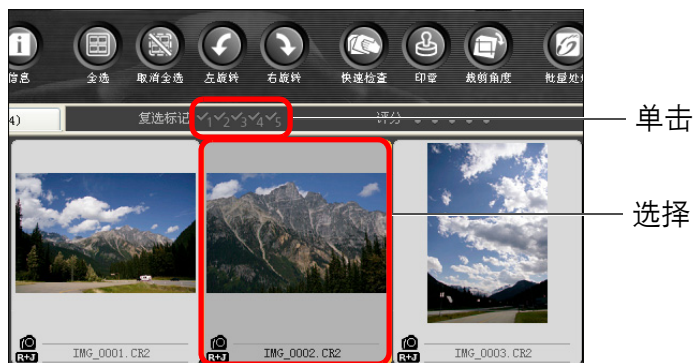 信息 全选 取消全选 左旋转 右旋转 快速检查 印章 裁剪角度 批量处
4) 复选标记 1 2 3 4 5 评分
单击
选择
R+J IMG_0001.CR2 R+J IMG_0002.CR2 R+J IMG_0003.CR2